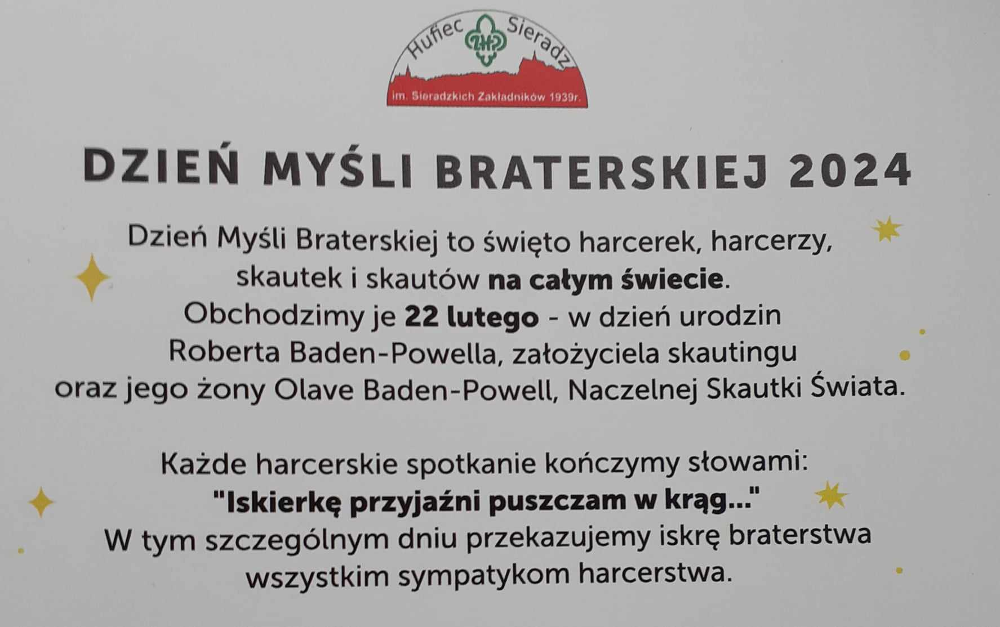 Hufiec Sieradz
ZHP
im. Sieradzkich Zakładników 1939r.
DZIEŃ MYŚLI BRATERSKIEJ 2024
Dzień Myśli Braterskiej to święto harcerek, harcerzy,
skautek i skautów na całym świecie.
Obchodzimy je 22 lutego - w dzień urodzin
Roberta Baden-Powella, założyciela skautingu
oraz jego żony Olave Baden-Powell, Naczelnej Skautki Świata.
Każde harcerskie spotkanie kończymy słowami:
"Iskierkę przyjaźni puszczam w krąg..."
W tym szczególnym dniu przekazujemy iskrę braterstwa
wszystkim sympatykom harcerstwa.